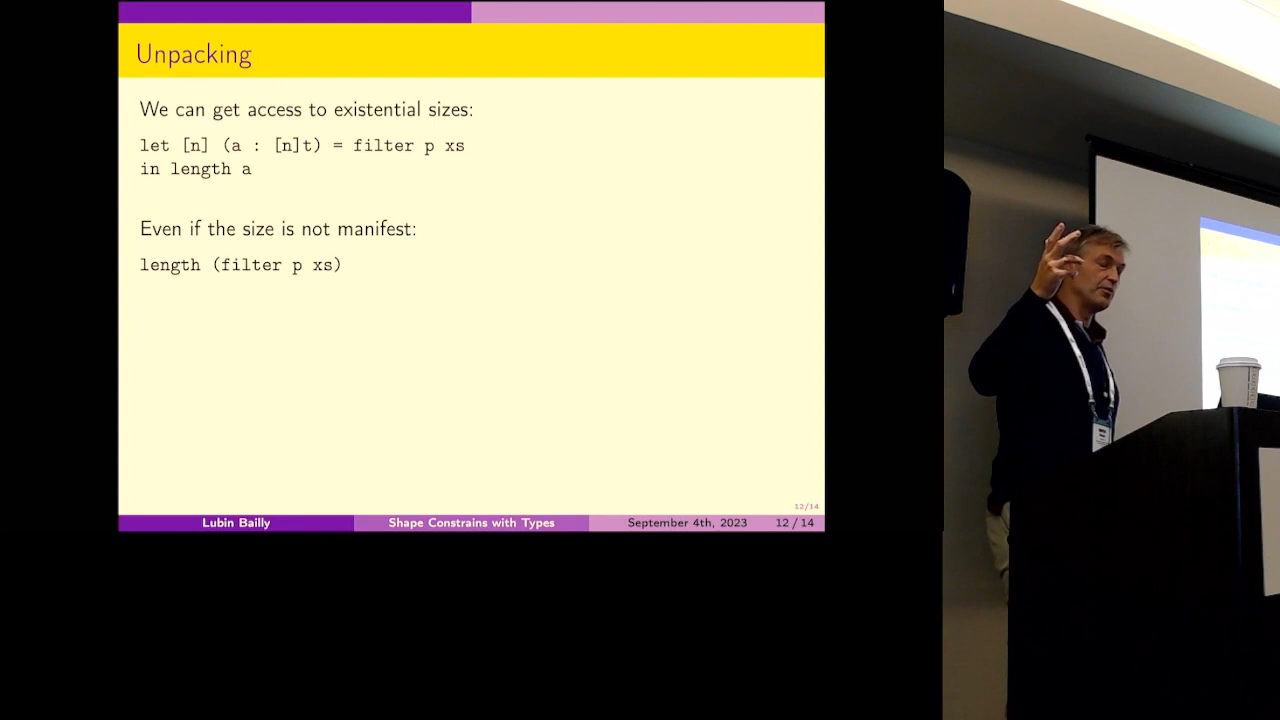 Unpacking
We can get access to existential sizes:
let [n] (a : [n]t) = filter p xs
in length a
Even if the size is not manifest:
length (filter p xs)
12/14
Lubin Bailly Shape Constrains with Types September 4th, 2023 12 / 14